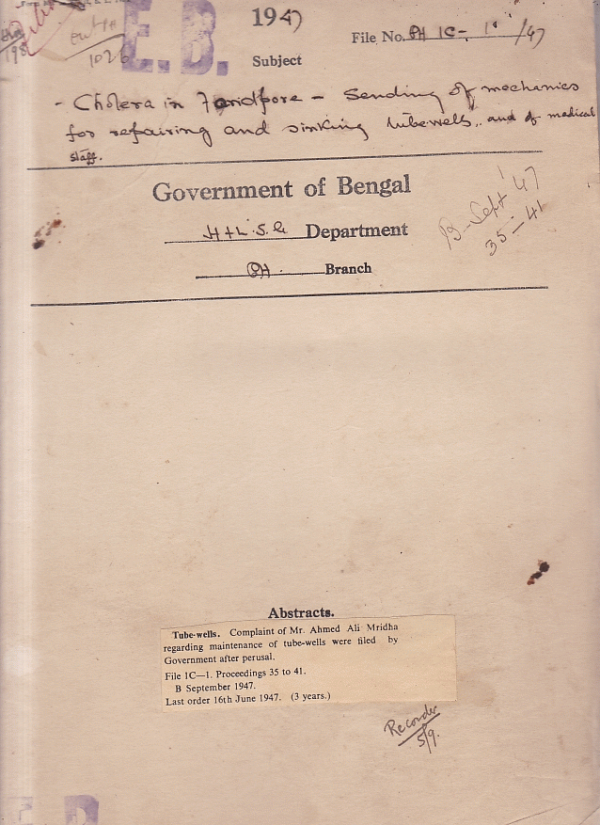 E.B.
1947
File No. PH 1C-1/47
Subject
- Cholera in Faridpore - Sending of mechanics
for repairing and sinking tubewells.. and of medical
staff.
Government of Bengal
H & L.S.G. Department
PH. Branch
B - Sept '47
35-41
Abstracts.
Tube-wells. Complaint of Mr. Ahmed Ali Mridha
regarding maintenance of tube-wells were filed by
Government after perusal.
File 1C—1. Proceedings 35 to 41.
B September 1947.
Last order 16th June 1947. (3 years.)
Recorder
5/9.
E B